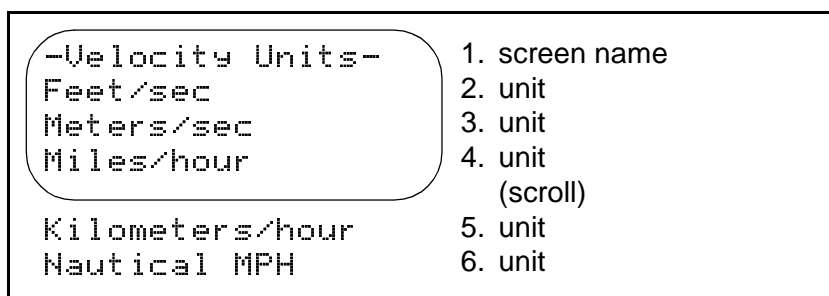 -Velocity Units- 1. screen name
Feet/sec 2. unit
Meters/sec 3. unit
Miles/hour 4. unit
(scroll)
Kilometers/hour 5. unit
Nautical MPH 6. unit